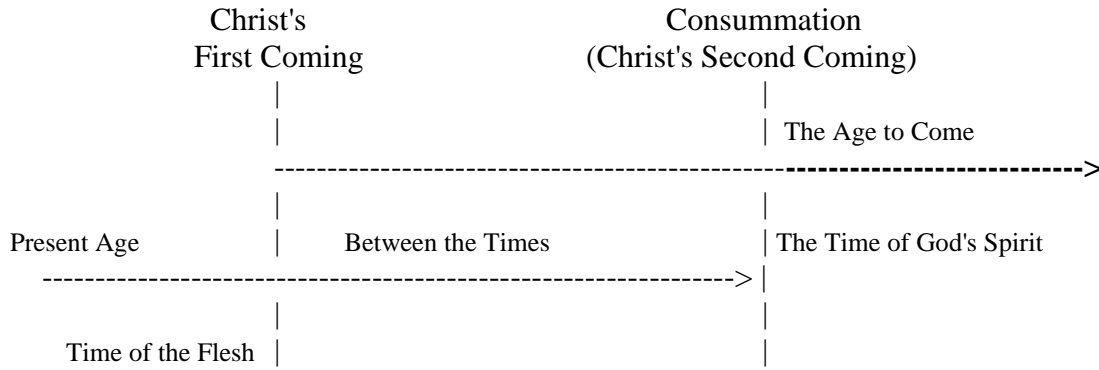 Christ's Consummation
First Coming (Christ's Second Coming)
The Age to Come
Present Age Between the Times The Time of God's Spirit
Time of the Flesh